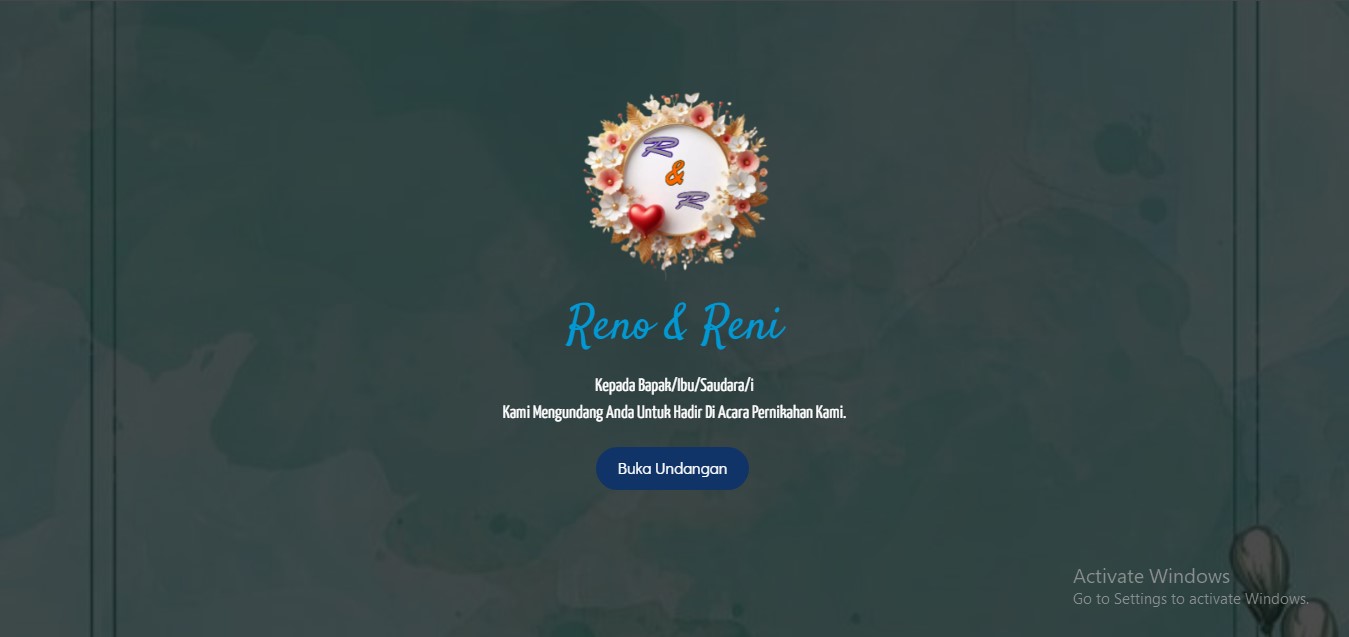 R
&
R
Reno & Reni
Kepada Bapak/Ibu/Saudara/i
Kami Mengundang Anda Untuk Hadir Di Acara Pernikahan Kami.
Buka Undangan
Activate Windows
Go to Settings to activate Windows.